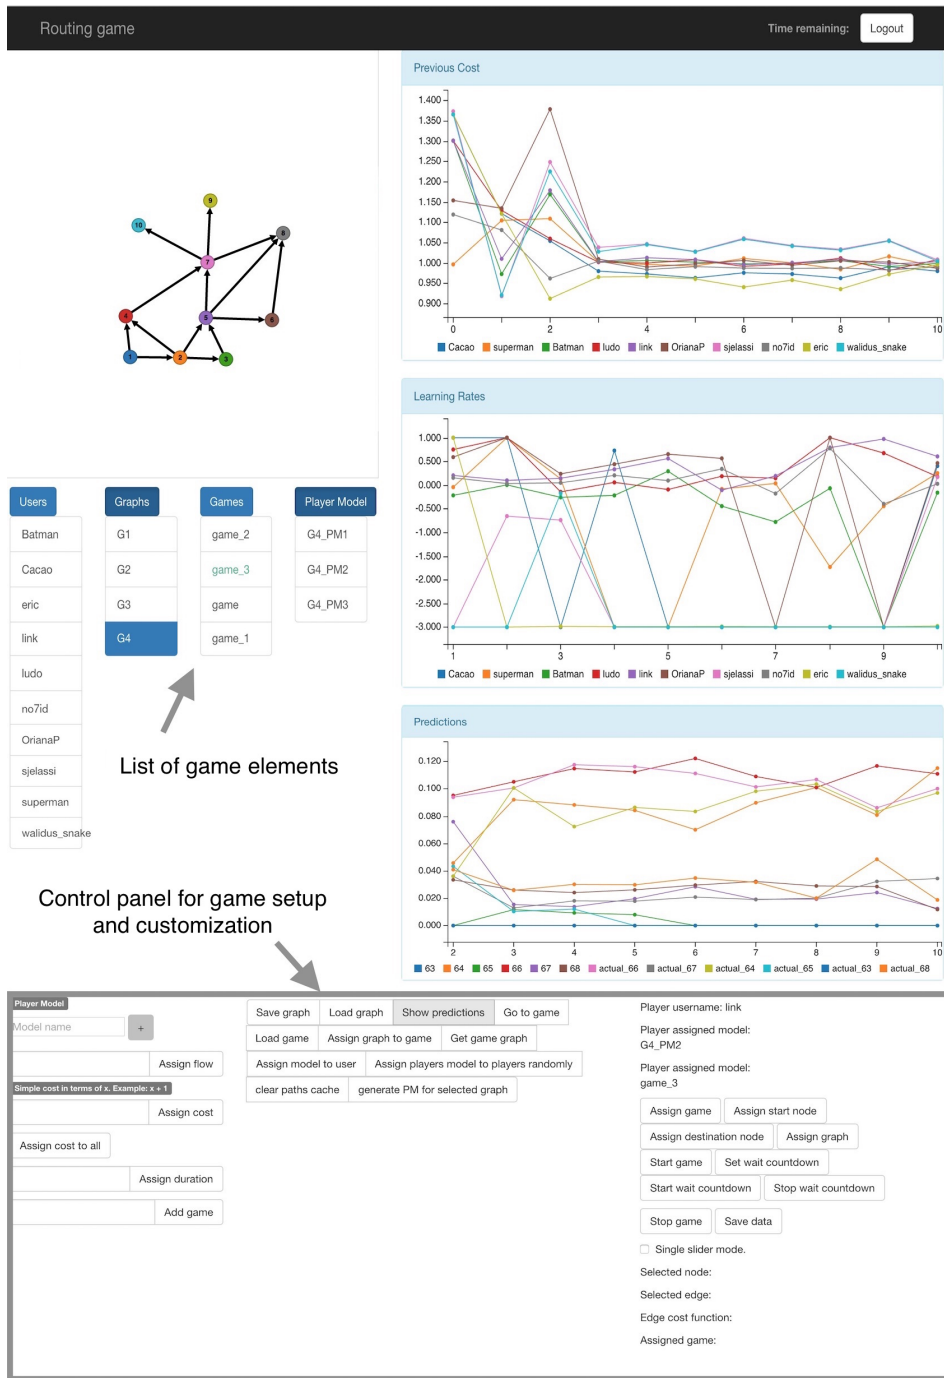 Routing game
Time remaining:
Logout
10
9
8
7
4
5
6
1
2
3
Previous Cost
1.400
1.350
1.300
1.250
1.200
1.150
1.100
1.050
1.000
0.950
0.900
0 2 4 6 8 10
Cacao superman Batman ludo link OrianaP sjelassi no7id eric walidus_snake
Learning Rates
1.000
0.500
0.000
-0.500
-1.000
-1.500
-2.000
-2.500
-3.000
1 3 5 7 9
Cacao superman Batman ludo link OrianaP sjelassi no7id eric walidus_snake
Predictions
0.120
0.100
0.080
0.060
0.040
0.020
0.000
2 3 4 5 6 7 8 9 10
63 64 65 66 67 68 actual_66 actual_67 actual_64 actual_65 actual_63 actual_68
Users
Batman
Cacao
eric
link
ludo
no7id
OrianaP
sjelassi
superman
walidus_snake
Graphs
G1
G2
G3
G4
Games
game_2
game_3
game
game_1
Player Model
G4_PM1
G4_PM2
G4_PM3
List of game elements
Control panel for game setup
and customization
Player Model
Model name
+
Assign flow
Simple cost in terms of x. Example: x + 1
Assign cost
Assign cost to all
Assign duration
Add game
Save graph Load graph Show predictions Go to game
Load game Assign graph to game Get game graph
Assign model to user Assign players model to players randomly
clear paths cache generate PM for selected graph
Player username: link
Player assigned model:
G4_PM2
Player assigned model:
game_3
Assign game Assign start node
Assign destination node Assign graph
Start game Set wait countdown
Start wait countdown Stop wait countdown
Stop game Save data
Single slider mode.
Selected node:
Selected edge:
Edge cost function:
Assigned game: